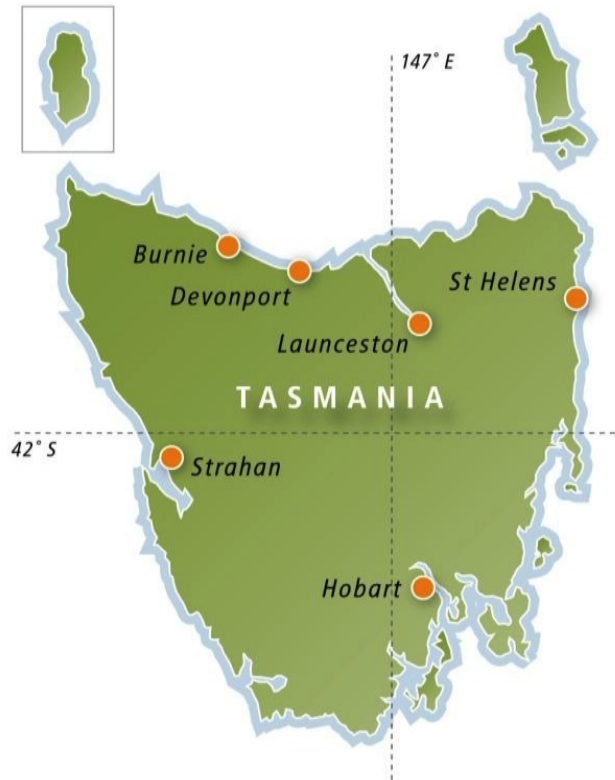 147° E
Burnie
Devonport
St Helens
Launceston
TASMANIA
42° S
Strahan
Hobart